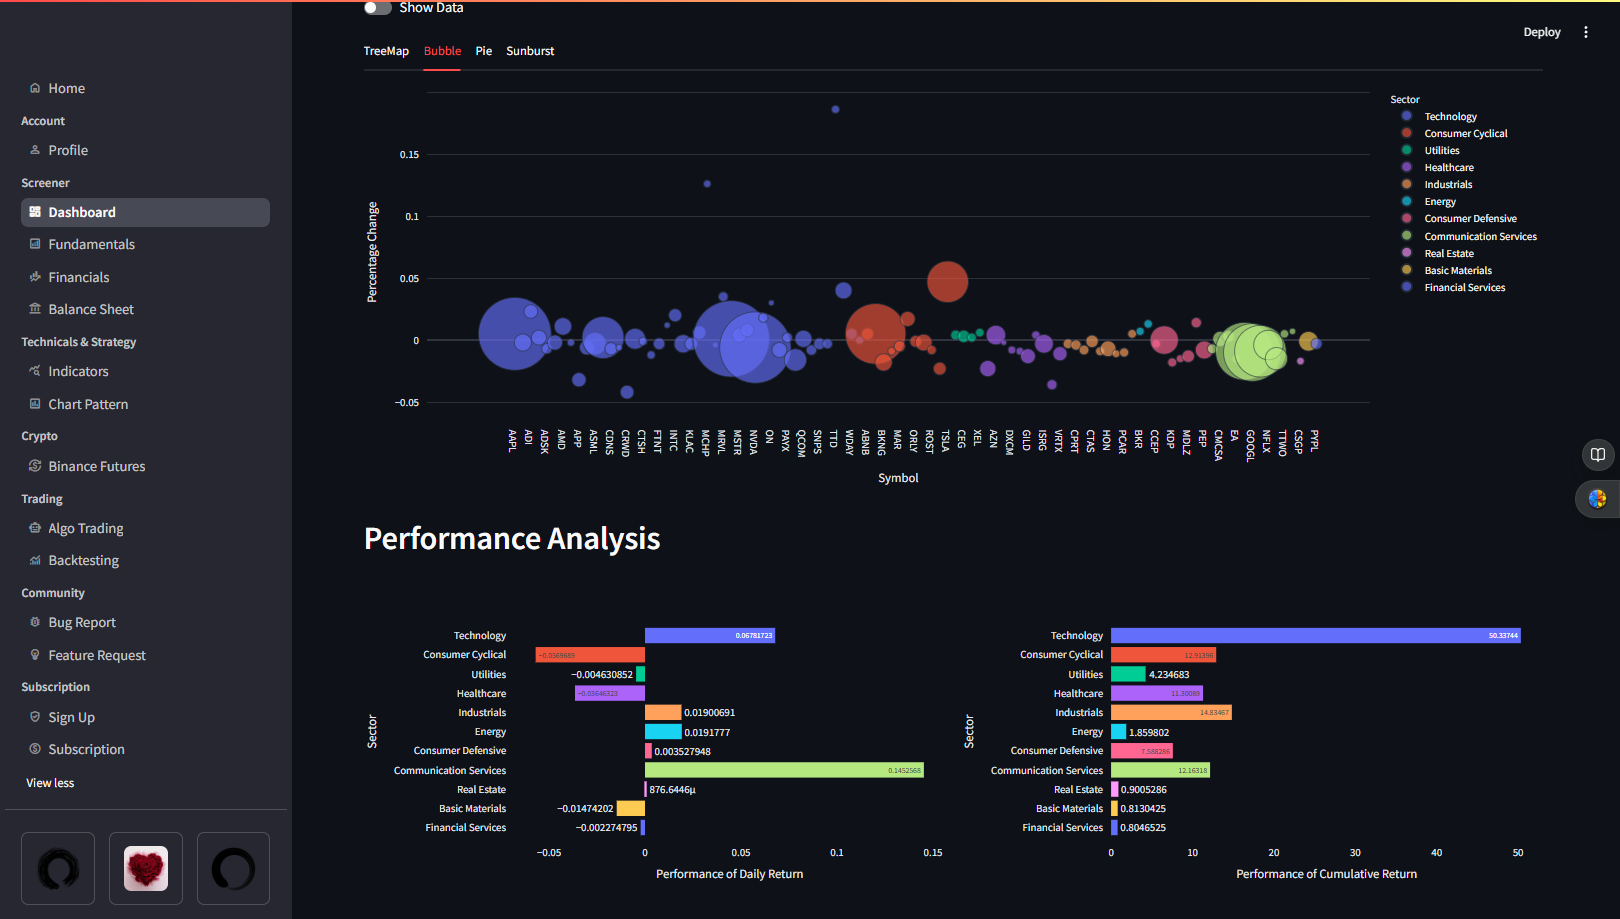 Show Data
Deploy
TreeMap Bubble Pie Sunburst
Home
Account
Profile
Screener
Dashboard
Fundamentals
Financials
Balance Sheet
Technicals & Strategy
Indicators
Chart Pattern
Crypto
Binance Futures
Trading
Algo Trading
Backtesting
Community
Bug Report
Feature Request
Subscription
Sign Up
Subscription
View less
Percentage Change
0.15
0.1
0.05
0
−0.05
AAPL ADI ADSK AMD APP ASML CDNS CRWD CTSH FTNT INTC KLAC MCHP MRVL MSTR NVDA ON PAYX QCOM SNPS TTD WDAY ABNB BKNG MAR ORLY ROST TSLA CEG XEL AZN DXCM GILD ISRG VRTX CPRT CTAS HON PCAR BKR CCEP KDP MDLZ PEP CMCSA EA GOOGL NFLX TTWO CSGP PYPL
Symbol
Sector
Technology
Consumer Cyclical
Utilities
Healthcare
Industrials
Energy
Consumer Defensive
Communication Services
Real Estate
Basic Materials
Financial Services
Performance Analysis
Sector
Technology 0.06781723
Consumer Cyclical
Utilities −0.004630852
Healthcare −0.03646323
Industrials 0.01900691
Energy 0.0191777
Consumer Defensive 0.003527948
Communication Services 0.1452568
Real Estate 876.6446µ
Basic Materials −0.01474202
Financial Services −0.002274795
−0.05 0 0.05 0.1 0.15
Performance of Daily Return
Sector
Technology 50.33744
Consumer Cyclical 12.91396
Utilities 4.234683
Healthcare 11.30089
Industrials 14.83467
Energy 1.859802
Consumer Defensive 7.588286
Communication Services 12.16318
Real Estate 0.9005286
Basic Materials 0.8130425
Financial Services 0.8046525
0 10 20 30 40 50
Performance of Cumulative Return